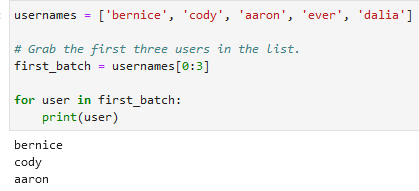 usernames = ['bernice', 'cody', 'aaron', 'ever', 'dalia']
# Grab the first three users in the list.
first_batch = usernames[0:3]
for user in first_batch:
    print(user)
bernice
cody
aaron